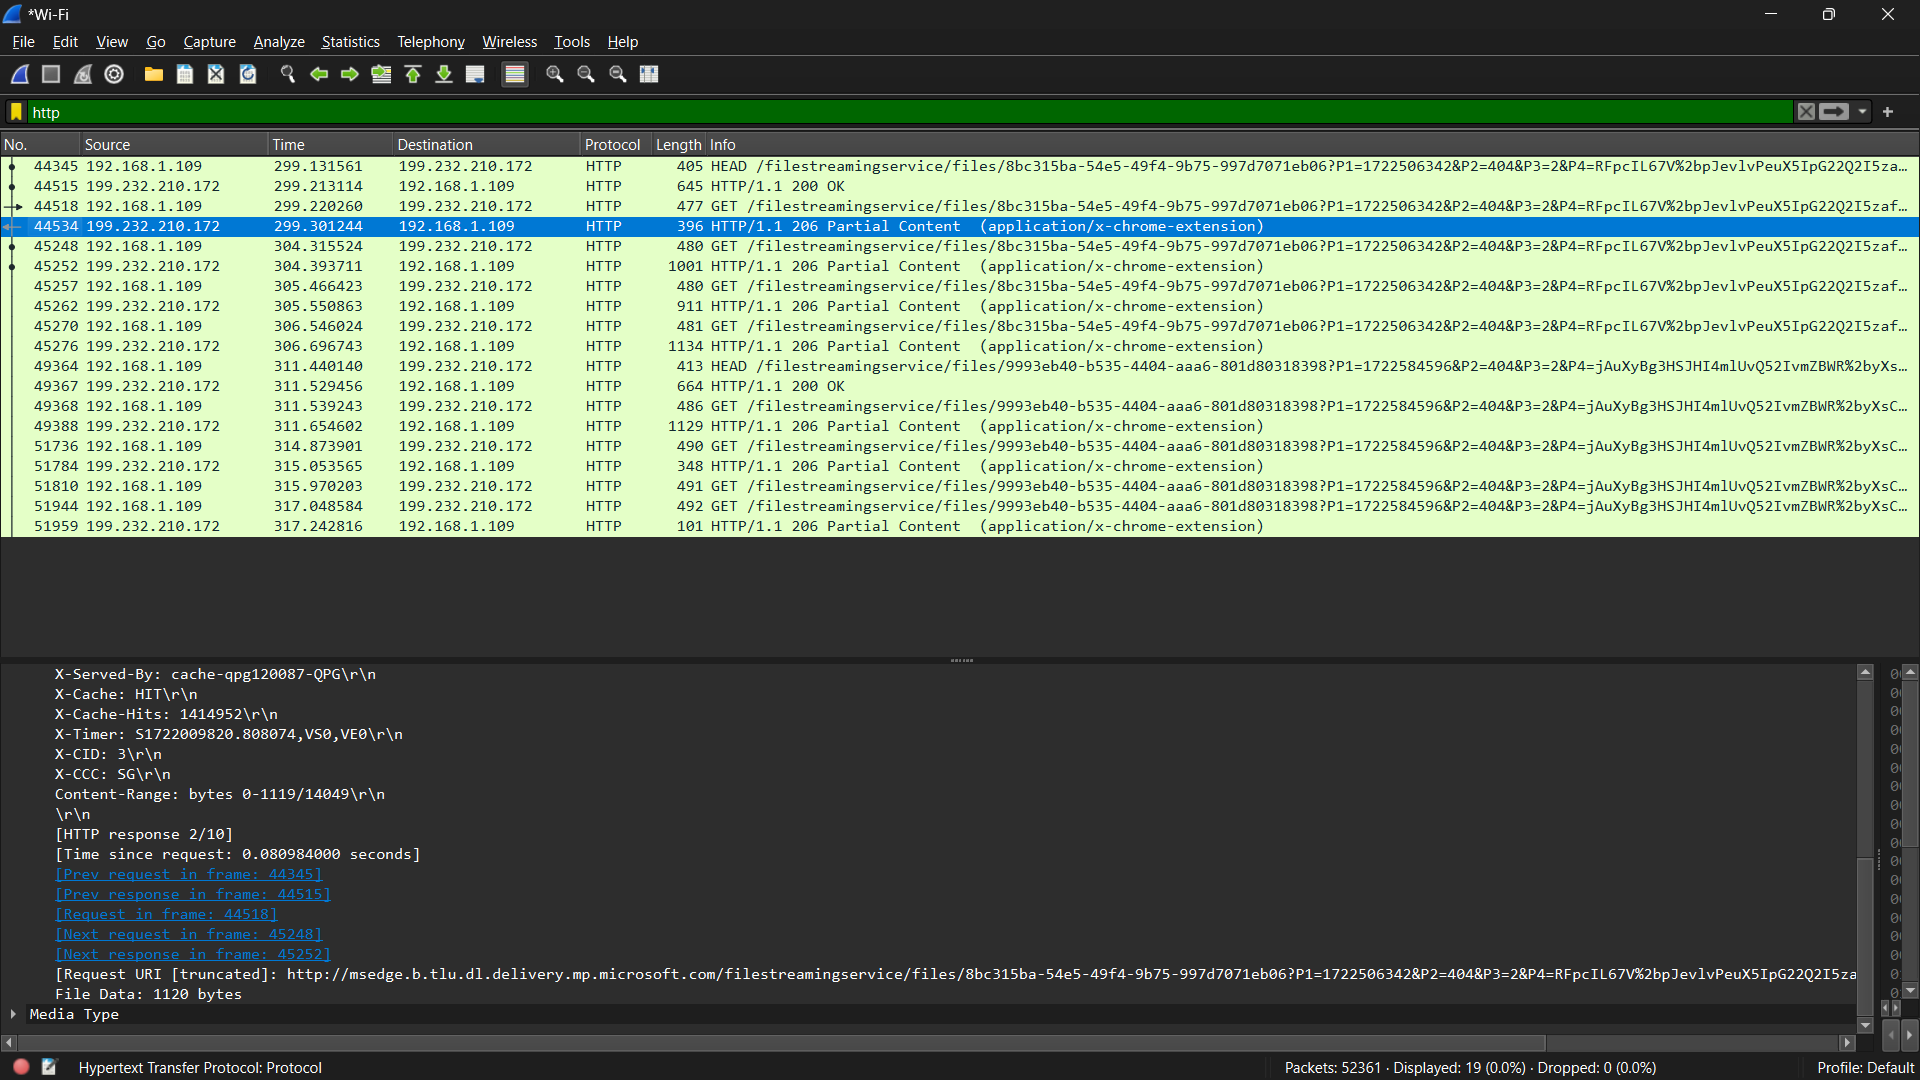 *Wi-Fi
File Edit View Go Capture Analyze Statistics Telephony Wireless Tools Help
http
No. Source Time Destination Protocol Length Info
44345 192.168.1.109 299.131561 199.232.210.172 HTTP 405 HEAD /filestreamingservice/files/8bc315ba-54e5-49f4-9b75-997d7071eb06?P1=1722506342&P2=404&P3=2&P4=RFpcIL67V%2bpJevlvPeuX5IpG22Q2I5za…
44515 199.232.210.172 299.213114 192.168.1.109 HTTP 645 HTTP/1.1 200 OK
44518 192.168.1.109 299.220260 199.232.210.172 HTTP 477 GET /filestreamingservice/files/8bc315ba-54e5-49f4-9b75-997d7071eb06?P1=1722506342&P2=404&P3=2&P4=RFpcIL67V%2bpJevlvPeuX5IpG22Q2I5zaf…
44534 199.232.210.172 299.301244 192.168.1.109 HTTP 396 HTTP/1.1 206 Partial Content (application/x-chrome-extension)
45248 192.168.1.109 304.315524 199.232.210.172 HTTP 480 GET /filestreamingservice/files/8bc315ba-54e5-49f4-9b75-997d7071eb06?P1=1722506342&P2=404&P3=2&P4=RFpcIL67V%2bpJevlvPeuX5IpG22Q2I5zaf…
45252 199.232.210.172 304.393711 192.168.1.109 HTTP 1001 HTTP/1.1 206 Partial Content (application/x-chrome-extension)
45257 192.168.1.109 305.466423 199.232.210.172 HTTP 480 GET /filestreamingservice/files/8bc315ba-54e5-49f4-9b75-997d7071eb06?P1=1722506342&P2=404&P3=2&P4=RFpcIL67V%2bpJevlvPeuX5IpG22Q2I5zaf…
45262 199.232.210.172 305.550863 192.168.1.109 HTTP 911 HTTP/1.1 206 Partial Content (application/x-chrome-extension)
45270 192.168.1.109 306.546024 199.232.210.172 HTTP 481 GET /filestreamingservice/files/8bc315ba-54e5-49f4-9b75-997d7071eb06?P1=1722506342&P2=404&P3=2&P4=RFpcIL67V%2bpJevlvPeuX5IpG22Q2I5zaf…
45276 199.232.210.172 306.696743 192.168.1.109 HTTP 1134 HTTP/1.1 206 Partial Content (application/x-chrome-extension)
49364 192.168.1.109 311.440140 199.232.210.172 HTTP 413 HEAD /filestreamingservice/files/9993eb40-b535-4404-aaa6-801d80318398?P1=1722584596&P2=404&P3=2&P4=jAuXyBg3HSJHI4mlUvQ52IvmZBWR%2byXs…
49367 199.232.210.172 311.529456 192.168.1.109 HTTP 664 HTTP/1.1 200 OK
49368 192.168.1.109 311.539243 199.232.210.172 HTTP 486 GET /filestreamingservice/files/9993eb40-b535-4404-aaa6-801d80318398?P1=1722584596&P2=404&P3=2&P4=jAuXyBg3HSJHI4mlUvQ52IvmZBWR%2byXsC…
49388 199.232.210.172 311.654602 192.168.1.109 HTTP 1129 HTTP/1.1 206 Partial Content (application/x-chrome-extension)
51736 192.168.1.109 314.873901 199.232.210.172 HTTP 490 GET /filestreamingservice/files/9993eb40-b535-4404-aaa6-801d80318398?P1=1722584596&P2=404&P3=2&P4=jAuXyBg3HSJHI4mlUvQ52IvmZBWR%2byXsC…
51784 199.232.210.172 315.053565 192.168.1.109 HTTP 348 HTTP/1.1 206 Partial Content (application/x-chrome-extension)
51810 192.168.1.109 315.970203 199.232.210.172 HTTP 491 GET /filestreamingservice/files/9993eb40-b535-4404-aaa6-801d80318398?P1=1722584596&P2=404&P3=2&P4=jAuXyBg3HSJHI4mlUvQ52IvmZBWR%2byXsC…
51944 192.168.1.109 317.048584 199.232.210.172 HTTP 492 GET /filestreamingservice/files/9993eb40-b535-4404-aaa6-801d80318398?P1=1722584596&P2=404&P3=2&P4=jAuXyBg3HSJHI4mlUvQ52IvmZBWR%2byXsC…
51959 199.232.210.172 317.242816 192.168.1.109 HTTP 101 HTTP/1.1 206 Partial Content (application/x-chrome-extension)
X-Served-By: cache-qpg120087-QPG\r\n
X-Cache: HIT\r\n
X-Cache-Hits: 1414952\r\n
X-Timer: S1722009820.808074,VS0,VE0\r\n
X-CID: 3\r\n
X-CCC: SG\r\n
Content-Range: bytes 0-1119/14049\r\n
\r\n
[HTTP response 2/10]
[Time since request: 0.080984000 seconds]
[Prev request in frame: 44345]
[Prev response in frame: 44515]
[Request in frame: 44518]
[Next request in frame: 45248]
[Next response in frame: 45252]
[Request URI [truncated]: http://msedge.b.tlu.dl.delivery.mp.microsoft.com/filestreamingservice/files/8bc315ba-54e5-49f4-9b75-997d7071eb06?P1=1722506342&P2=404&P3=2&P4=RFpcIL67V%2bpJevlvPeuX5IpG22Q2I5za
File Data: 1120 bytes
Media Type
Hypertext Transfer Protocol: Protocol Packets: 52361 · Displayed: 19 (0.0%) · Dropped: 0 (0.0%) Profile: Default